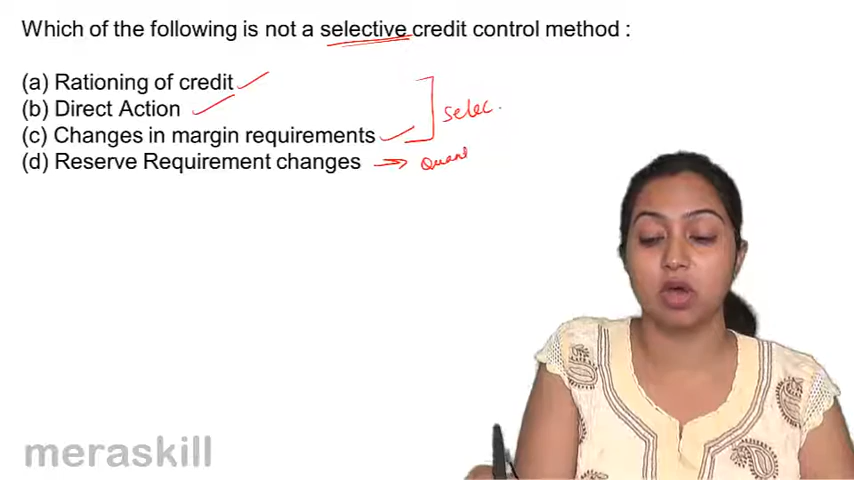 Which of the following is not a selective credit control method :
(a) Rationing of credit
(b) Direct Action
selec.
(c) Changes in margin requirements
(d) Reserve Requirement changes → Quant
meraskill